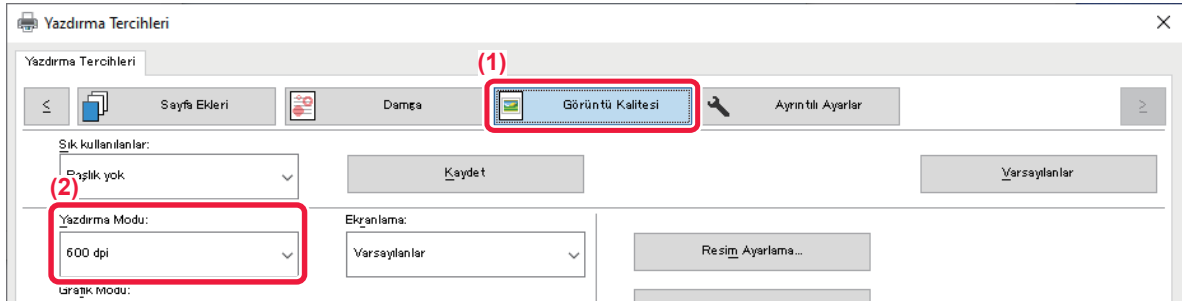 Yazdırma Tercihleri
Yazdırma Tercihleri
(1)
≤ Sayfa Ekleri Damga Görüntü Kalitesi Ayrıntılı Ayarlar ≥
Sık kullanılanlar:
Başlık yok Kaydet Varsayılanlar
(2)
Yazdırma Modu: Ekranlama:
600 dpi Varsayılanlar Resim Ayarlama...
Grafik Modu: